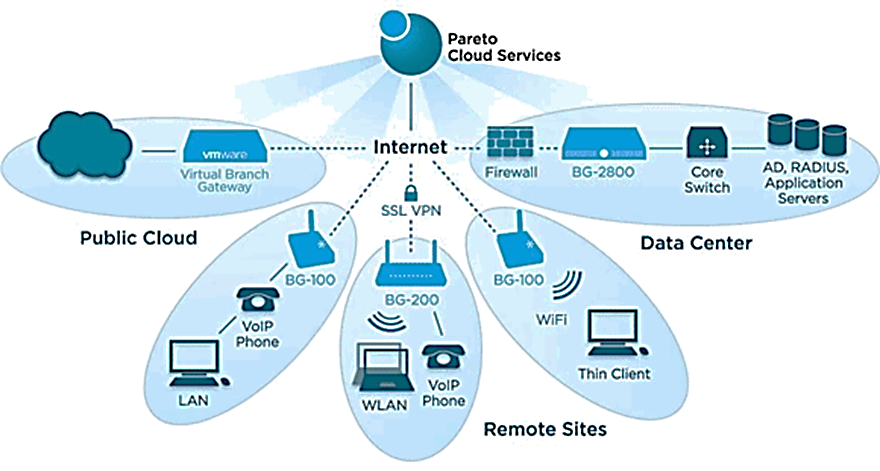 Pareto
Cloud Services
vmware
Virtual Branch
Gateway
Internet
Firewall
BG-2800
Core
Switch
AD, RADIUS,
Application
Servers
Public Cloud
SSL VPN
Data Center
BG-100
BG-200
BG-100
VoIP
Phone
WiFi
LAN
WLAN
VoIP
Phone
Thin Client
Remote Sites